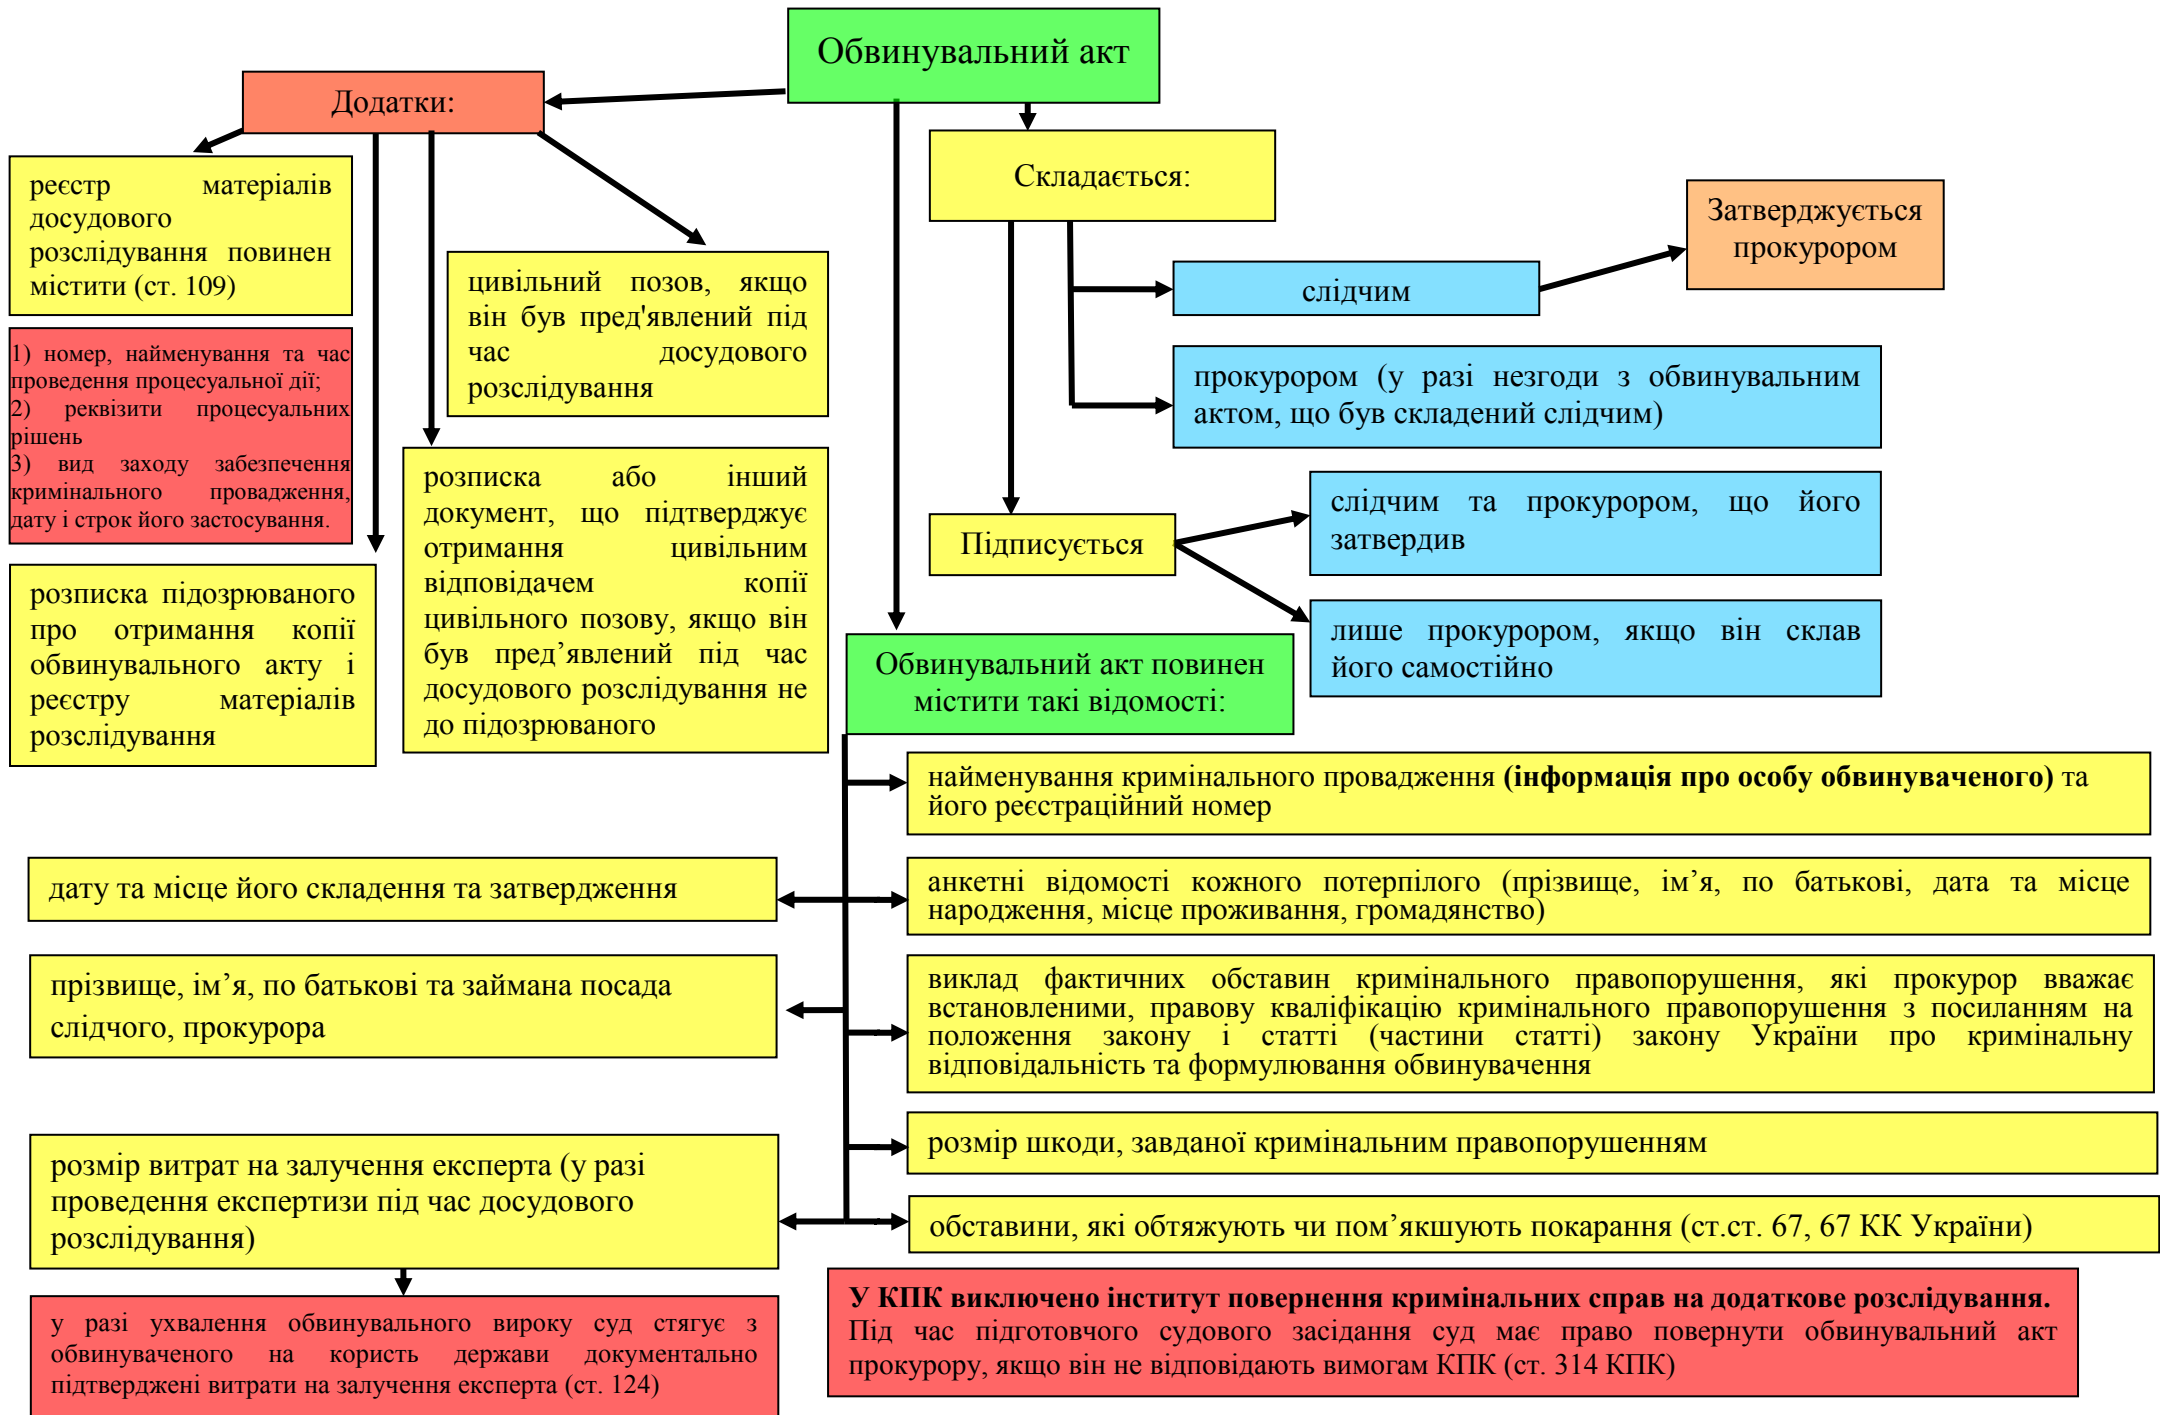 Обвинувальний акт
Додатки:
реєстр матеріалів
досудового
розслідування повинен
містити (ст. 109)
1) номер, найменування та час
проведення процесуальної дії;
2) реквізити процесуальних
рішень
3) вид заходу забезпечення
кримінального провадження,
дату і строк його застосування.
розписка підозрюваного
про отримання копії
обвинувального акту і
реєстру матеріалів
розслідування
цивільний позов, якщо
він був пред'явлений під
час досудового
розслідування
розписка або інший
документ, що підтверджує
отримання цивільним
відповідачем копії
цивільного позову, якщо він
був пред’явлений під час
досудового розслідування не
до підозрюваного
Складається:
слідчим
Затверджується
прокурором
прокурором (у разі незгоди з обвинувальним
актом, що був складений слідчим)
Підписується
слідчим та прокурором, що його
затвердив
лише прокурором, якщо він склав
його самостійно
Обвинувальний акт повинен
містити такі відомості:
найменування кримінального провадження (інформація про особу обвинуваченого) та
його реєстраційний номер
дату та місце його складення та затвердження
анкетні відомості кожного потерпілого (прізвище, ім’я, по батькові, дата та місце
народження, місце проживання, громадянство)
прізвище, ім’я, по батькові та займана посада
слідчого, прокурора
виклад фактичних обставин кримінального правопорушення, які прокурор вважає
встановленими, правову кваліфікацію кримінального правопорушення з посиланням на
положення закону і статті (частини статті) закону України про кримінальну
відповідальність та формулювання обвинувачення
розмір шкоди, завданої кримінальним правопорушенням
розмір витрат на залучення експерта (у разі
проведення експертизи під час досудового
розслідування)
обставини, які обтяжують чи пом’якшують покарання (ст.ст. 67, 67 КК України)
у разі ухвалення обвинувального вироку суд стягує з
обвинуваченого на користь держави документально
підтверджені витрати на залучення експерта (ст. 124)
У КПК виключено інститут повернення кримінальних справ на додаткове розслідування.
Під час підготовчого судового засідання суд має право повернути обвинувальний акт
прокурору, якщо він не відповідають вимогам КПК (ст. 314 КПК)